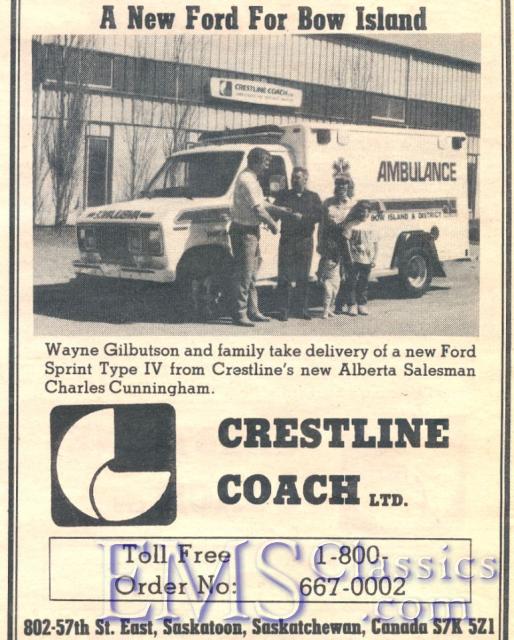 A New Ford For Bow Island
CRESTLINE COACH LTD.
AMBULANCE
BOW ISLAND & DISTRICT
Wayne Gilbutson and family take delivery of a new Ford
Sprint Type IV from Crestline's new Alberta Salesman
Charles Cunningham.
CRESTLINE
COACH LTD.
Toll Free 1-800-
Order No: 667-0002
EMSClassics
.com
802-57th St. East, Saskatoon, Saskatchewan, Canada S7K 5Z1